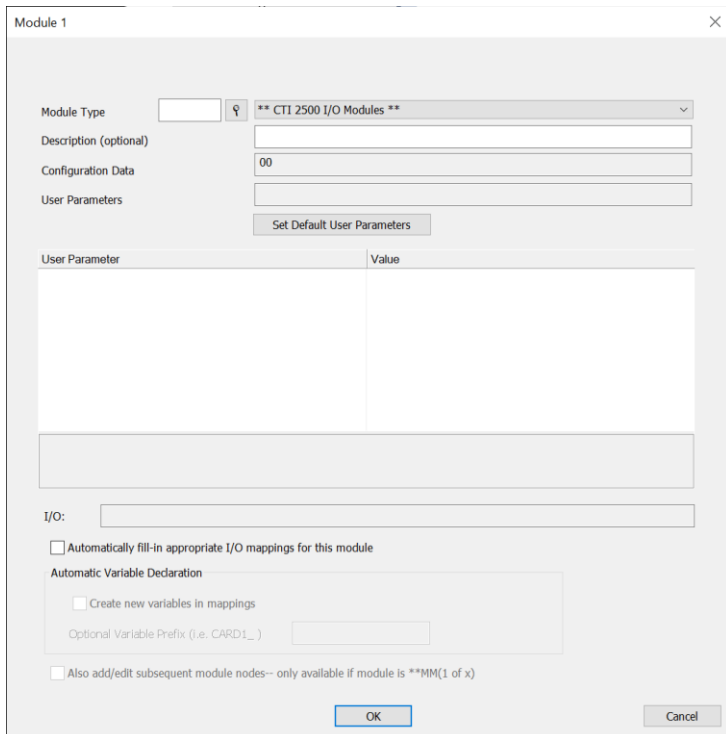 Module 1
Module Type ** CTI 2500 I/O Modules **
Description (optional)
Configuration Data 00
User Parameters
Set Default User Parameters
User Parameter Value
I/O:
Automatically fill-in appropriate I/O mappings for this module
Automatic Variable Declaration
Create new variables in mappings
Optional Variable Prefix (i.e. CARD1_ )
Also add/edit subsequent module nodes-- only available if module is **MM(1 of x)
OK Cancel